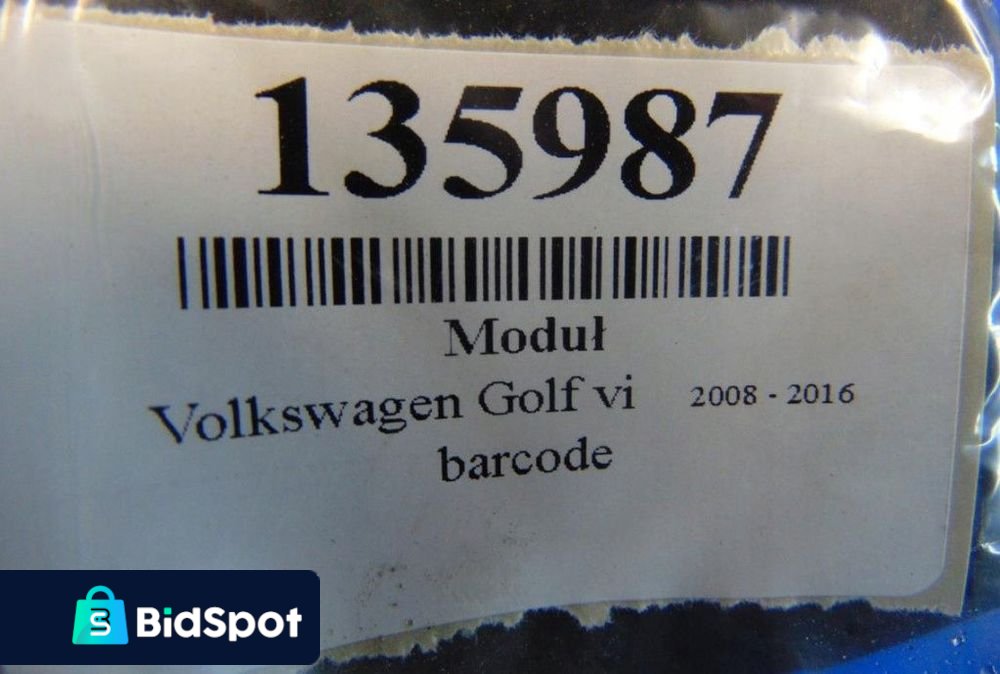 135987
Moduł
Volkswagen Golf vi 2008 - 2016
barcode
BidSpot